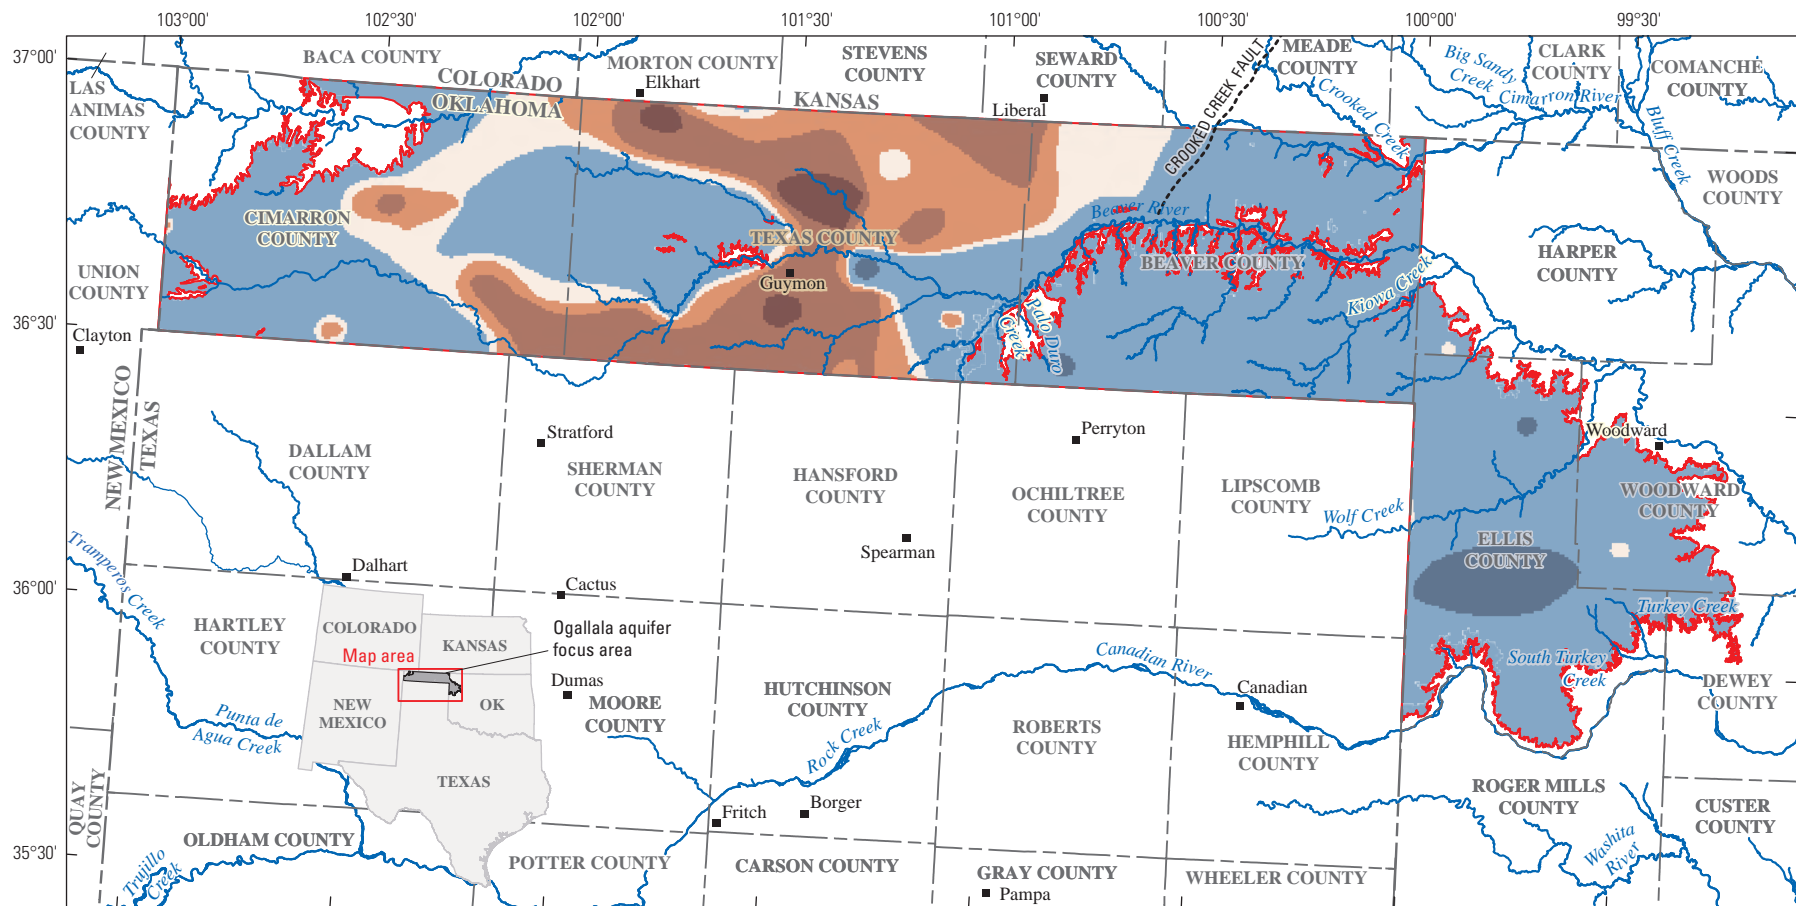 103°00'
102°30'
102°00'
101°30'
101°00'
100°30'
100°00'
99°30'
37°00'
36°30'
36°00'
35°30'
BACA COUNTY
COLORADO
OKLAHOMA
MORTON COUNTY
Elkhart
STEVENS
COUNTY
KANSAS
SEWARD
COUNTY
Liberal
CROOKED CREEK FAULT
MEADE
COUNTY
Crooked Creek
Big Sandy
Creek
Cimarron River
CLARK
COUNTY
COMANCHE
COUNTY
Bluff Creek
LAS
ANIMAS
COUNTY
WOODS
COUNTY
CIMARRON
COUNTY
TEXAS COUNTY
Guymon
Beaver River
BEAVER COUNTY
Kiowa Creek
HARPER
COUNTY
UNION
COUNTY
Palo Duro
Creek
Clayton
NEW MEXICO
TEXAS
DALLAM
COUNTY
Stratford
SHERMAN
COUNTY
HANSFORD
COUNTY
Perryton
OCHILTREE
COUNTY
LIPSCOMB
COUNTY
Wolf Creek
Woodward
WOODWARD
COUNTY
ELLIS
COUNTY
Spearman
Tramperos Creek
Dalhart
Cactus
HARTLEY
COUNTY
COLORADO
KANSAS
Map area
Ogallala aquifer
focus area
NEW
MEXICO
OK
TEXAS
Dumas
MOORE
COUNTY
HUTCHINSON
COUNTY
Canadian River
Canadian
Turkey Creek
South Turkey
Creek
DEWEY
COUNTY
Punta de
Agua Creek
Rock Creek
ROBERTS
COUNTY
HEMPHILL
COUNTY
ROGER MILLS
COUNTY
CUSTER
COUNTY
Washita
River
QUAY
COUNTY
OLDHAM COUNTY
Trujillo
Creek
Fritch
Borger
POTTER COUNTY
CARSON COUNTY
GRAY COUNTY
Pampa
WHEELER COUNTY